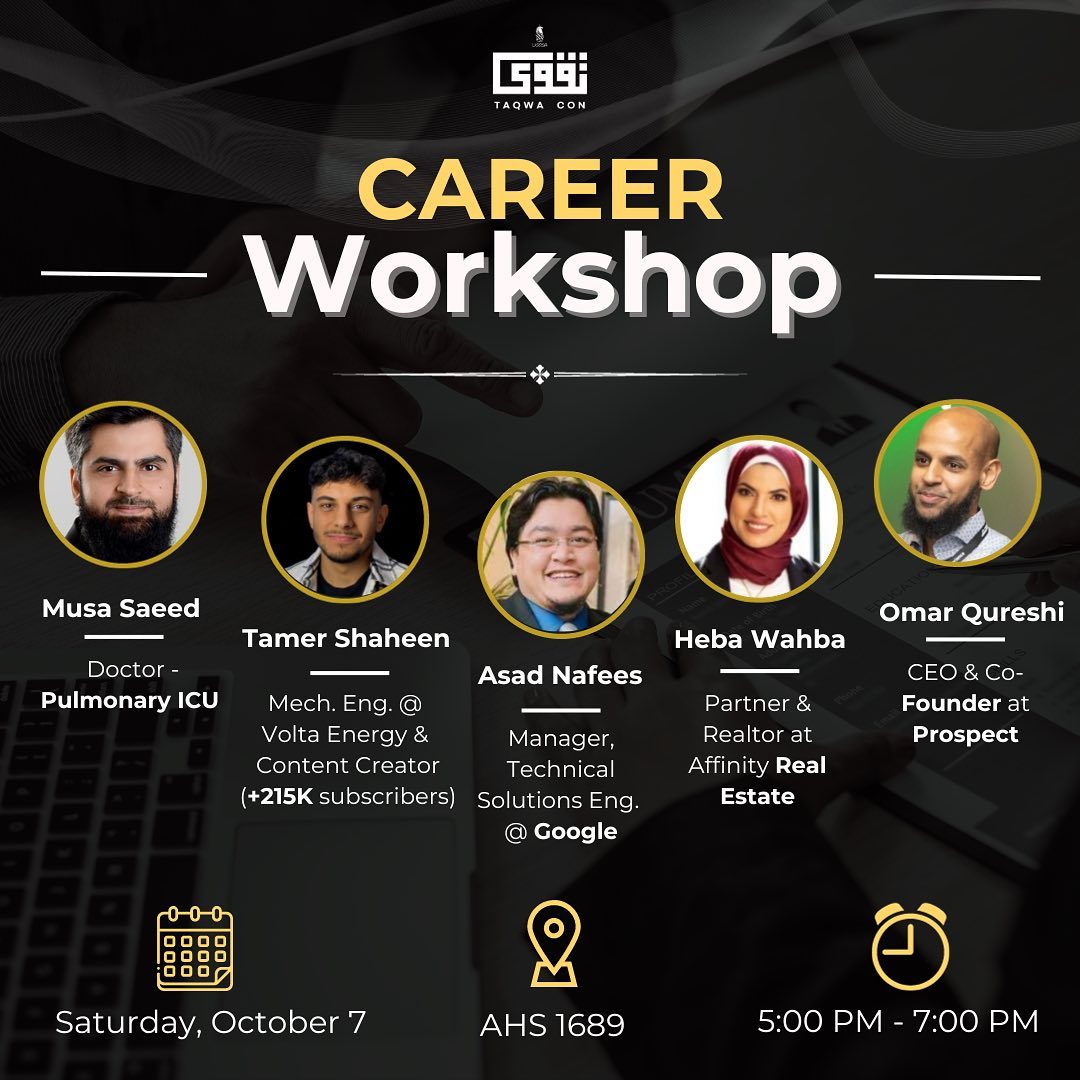 تقوى
TAQWA CON
CAREER
Workshop
Musa Saeed
Doctor -
Pulmonary ICU
Tamer Shaheen
Mech. Eng. @
Volta Energy &
Content Creator
(+215K subscribers)
Asad Nafees
Manager,
Technical
Solutions Eng.
@ Google
Heba Wahba
Partner &
Realtor at
Affinity Real
Estate
Omar Qureshi
CEO & Co-
Founder at
Prospect
Saturday, October 7
AHS 1689
5:00 PM - 7:00 PM